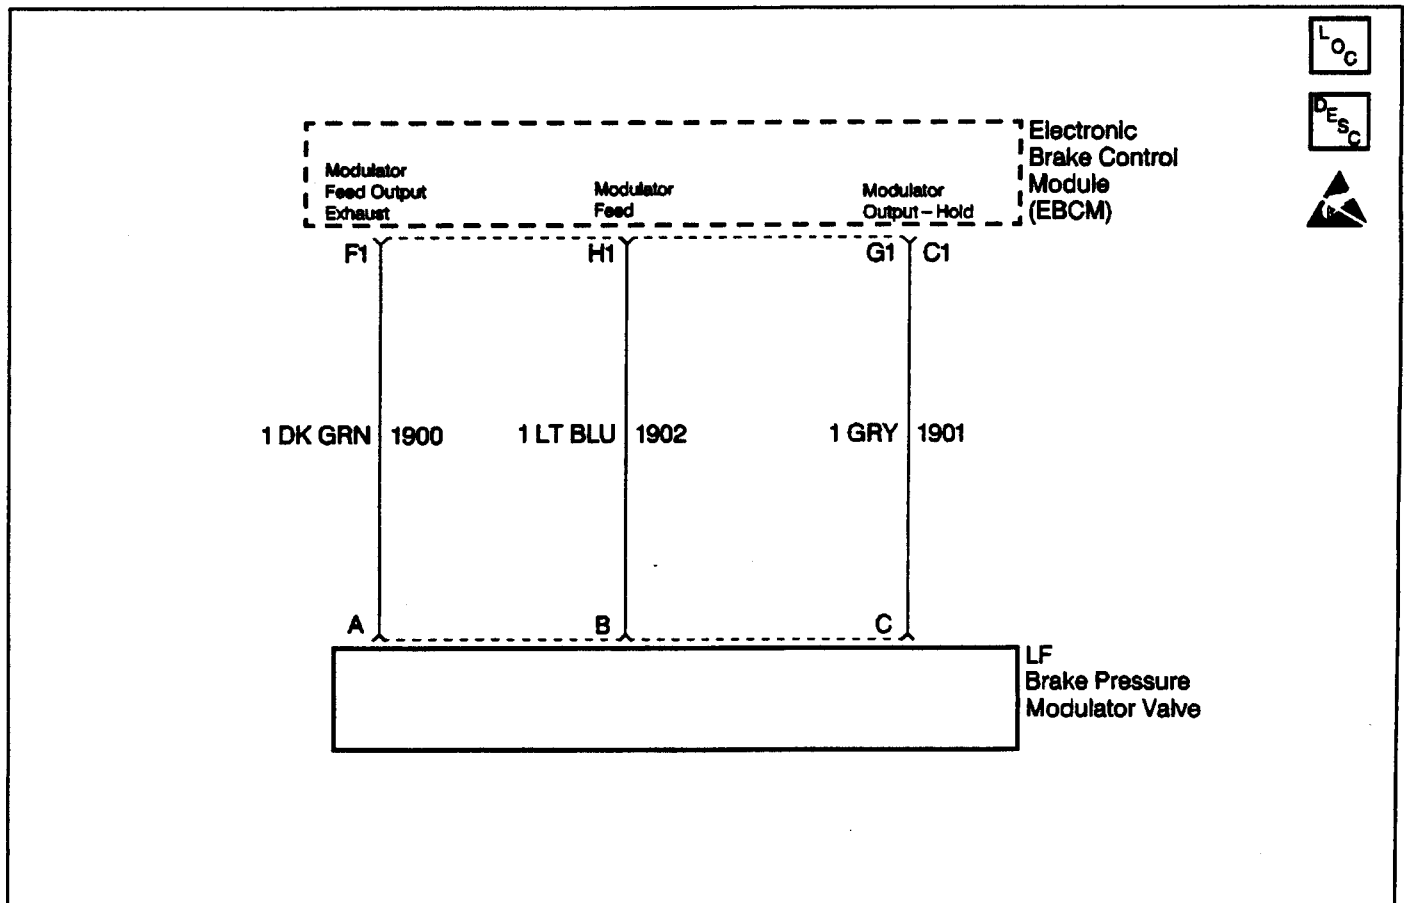 LOC
DESC
Electronic
Brake Control
Module
(EBCM)
Modulator
Feed Output
Exhaust
Modulator
Feed
Modulator
Output – Hold
F1
H1
G1
C1
1 DK GRN
1900
1 LT BLU
1902
1 GRY
1901
A
B
C
LF
Brake Pressure
Modulator Valve